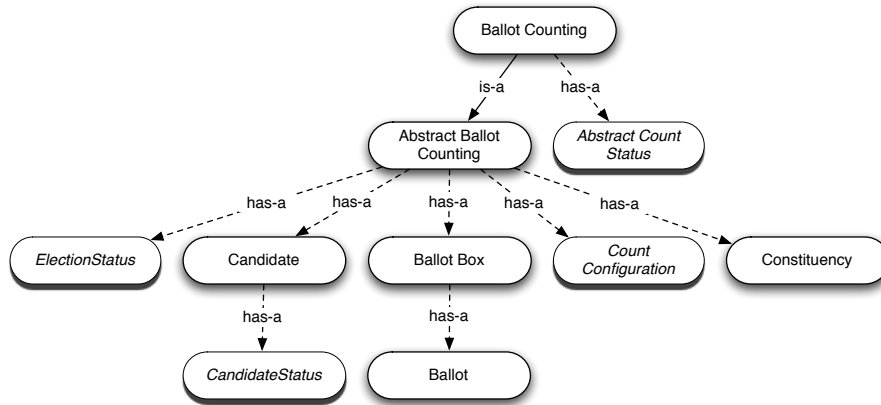 Ballot Counting
is-a
has-a
Abstract Ballot
Counting
Abstract Count
Status
has-a
has-a
has-a
has-a
has-a
ElectionStatus
Candidate
Ballot Box
Count
Configuration
Constituency
has-a
has-a
CandidateStatus
Ballot